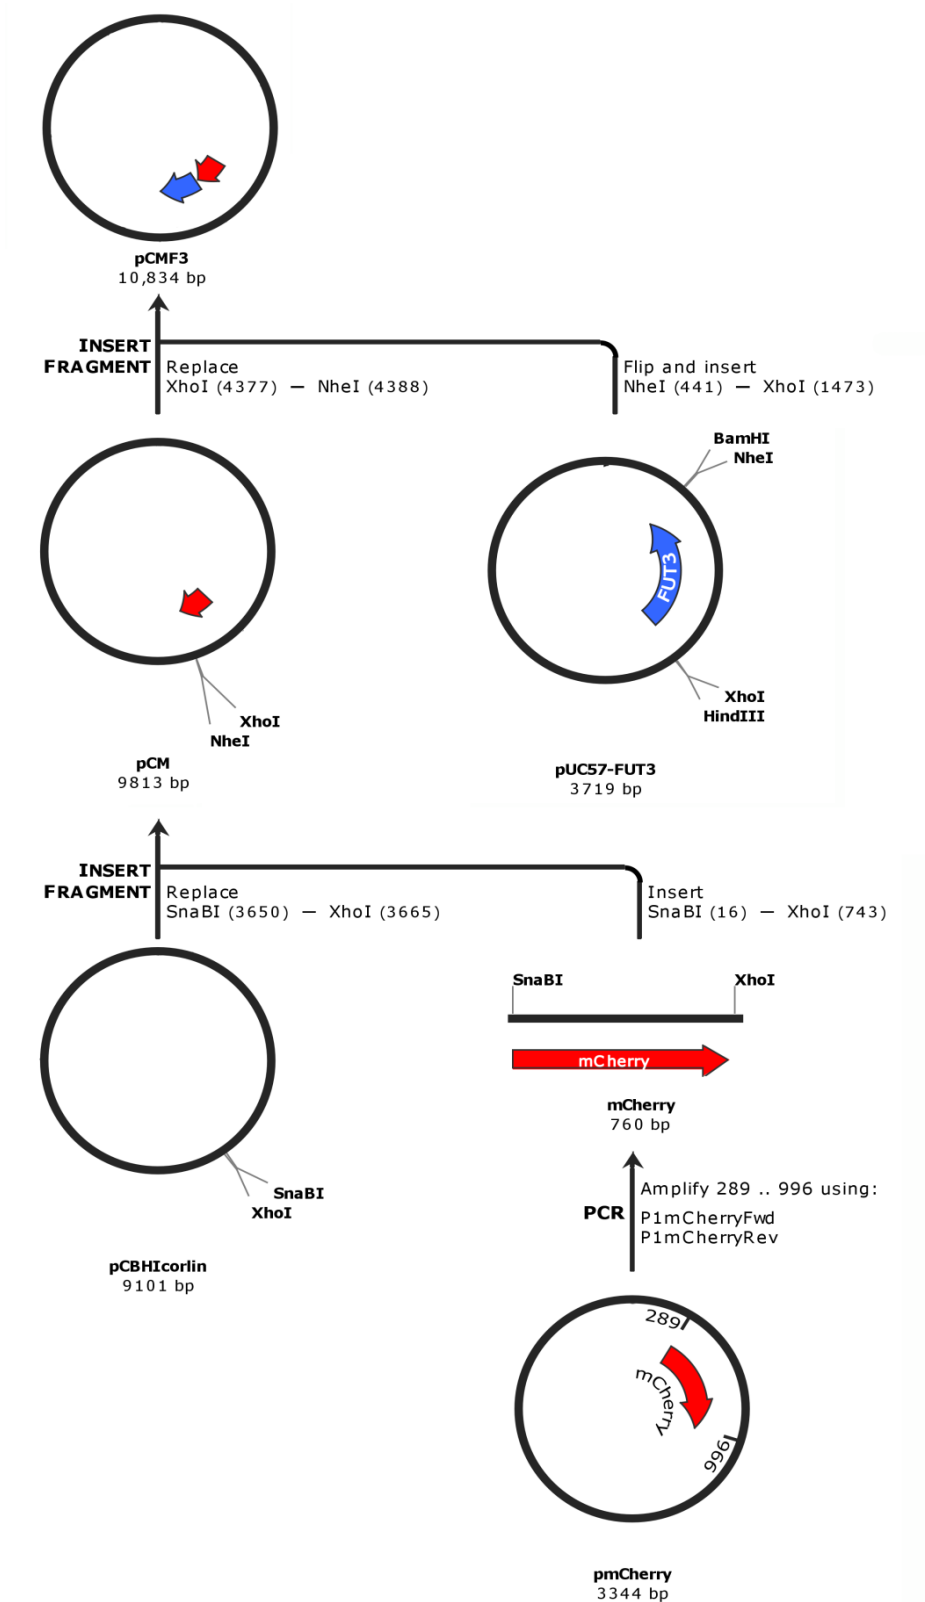 pCMF3
10,834 bp
INSERT
FRAGMENT
Replace
XhoI (4377) – NheI (4388)
Flip and insert
NheI (441) – XhoI (1473)
BamHI
NheI
FUT3
XhoI
HindIII
XhoI
NheI
pCM
9813 bp
pUC57-FUT3
3719 bp
INSERT
FRAGMENT
Replace
SnaBI (3650) – XhoI (3665)
Insert
SnaBI (16) – XhoI (743)
SnaBI
XhoI
mCherry
mCherry
760 bp
SnaBI
XhoI
pCBHIcorlin
9101 bp
PCR
Amplify 289 .. 996 using:
P1mCherryFwd
P1mCherryRev
289
mCherry
996
pmCherry
3344 bp